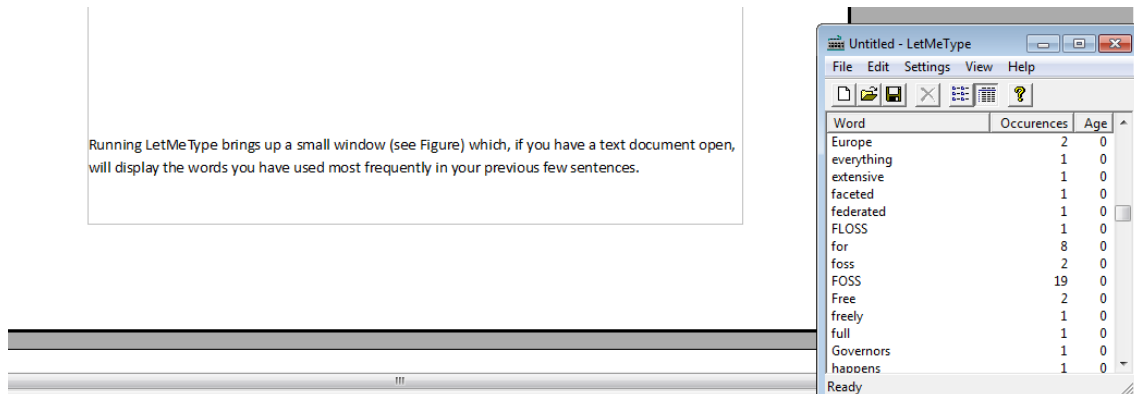 Running LetMeType brings up a small window (see Figure) which, if you have a text document open,
will display the words you have used most frequently in your previous few sentences.
Untitled - LetMeType
File Edit Settings View Help
Word Occurences Age
Europe 2 0
everything 1 0
extensive 1 0
faceted 1 0
federated 1 0
FLOSS 1 0
for 8 0
foss 2 0
FOSS 19 0
Free 2 0
freely 1 0
full 1 0
Governors 1 0
happens 1 0
Ready